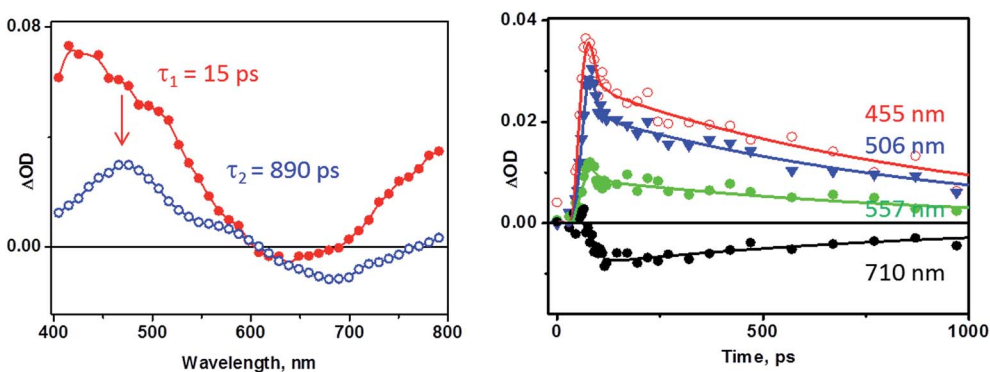 0.08
ΔOD
0.00
τ1 = 15 ps
τ2 = 890 ps
400 500 600 700 800
Wavelength, nm
0.04
0.02
ΔOD
0.00
455 nm
506 nm
557 nm
710 nm
0 500 1000
Time, ps